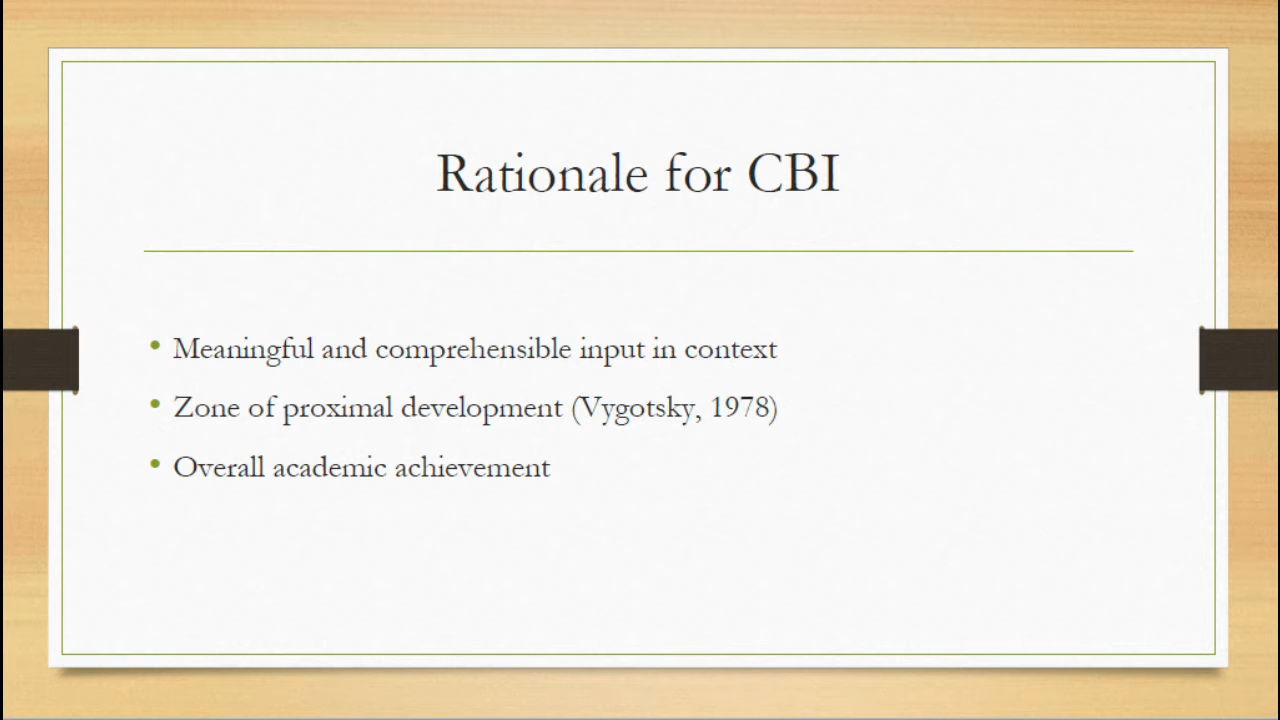 Rationale for CBI
• Meaningful and comprehensible input in context
• Zone of proximal development (Vygotsky, 1978)
• Overall academic achievement